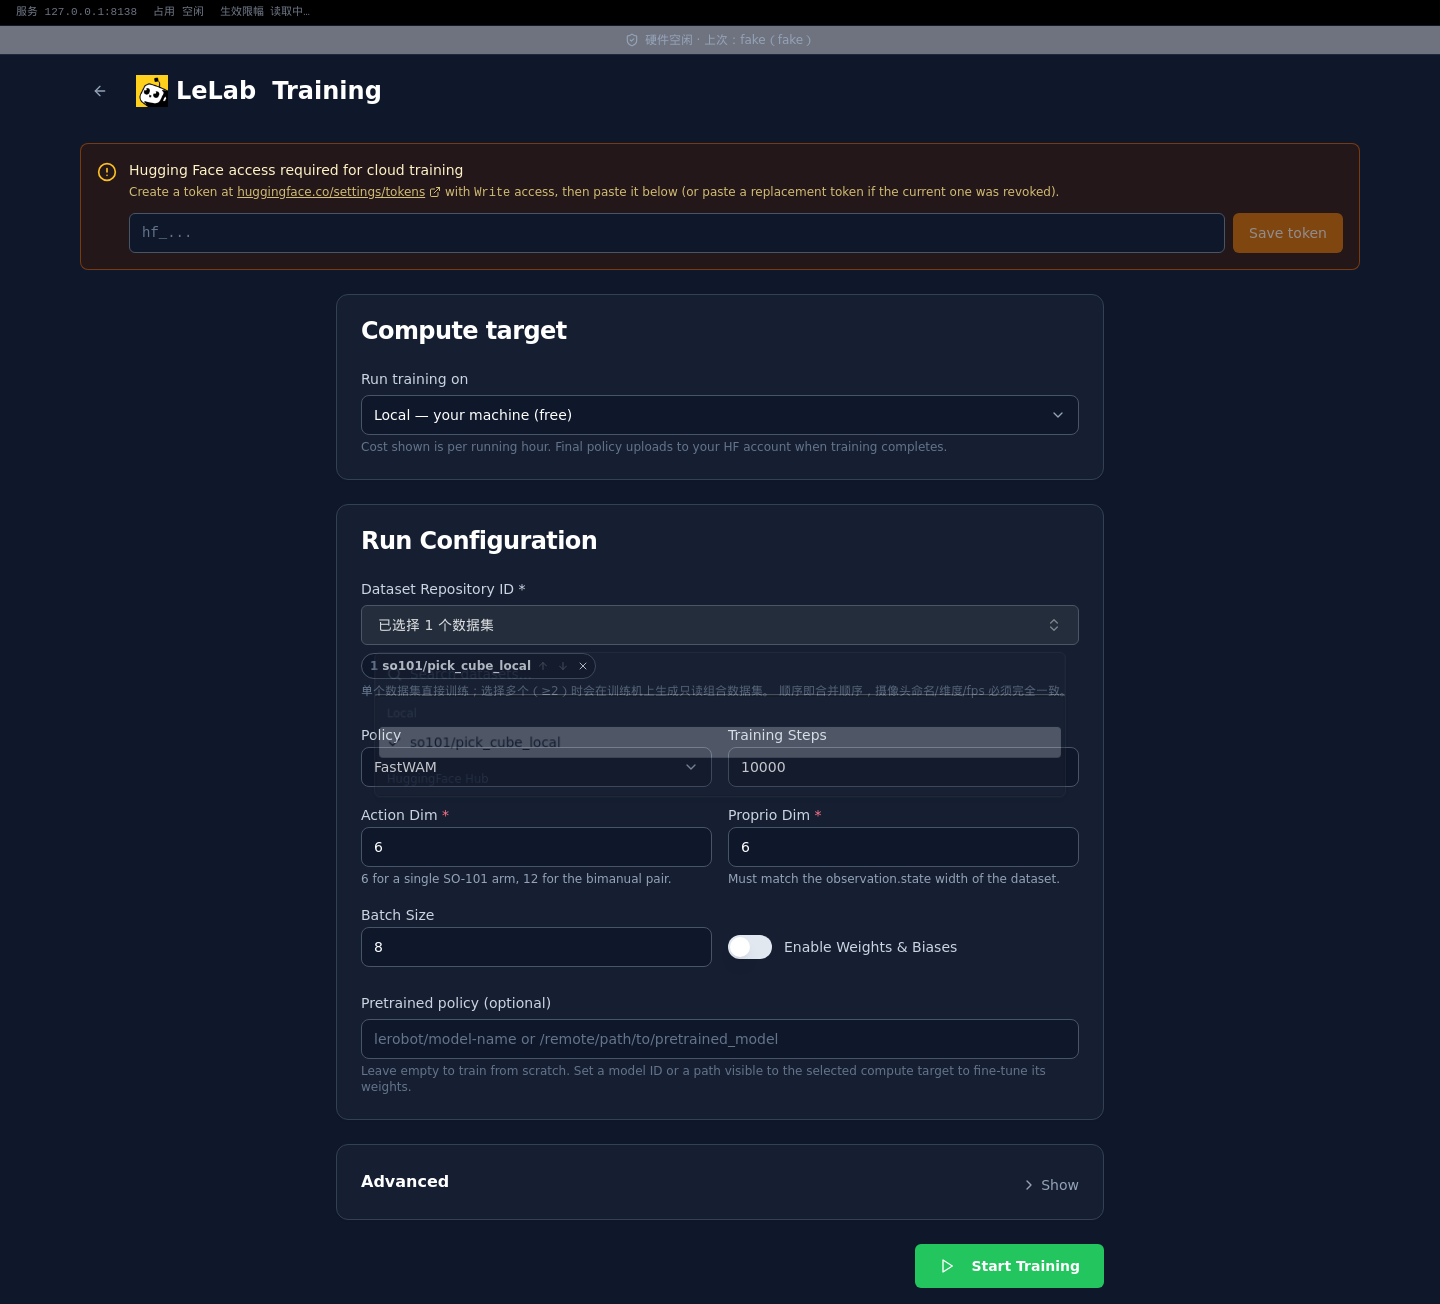 服务 127.0.0.1:8138 占用 空闲 生效限幅 读取中…
硬件空闲 · 上次：fake（fake）
LeLab Training
Hugging Face access required for cloud training
Create a token at huggingface.co/settings/tokens with Write access, then paste it below (or paste a replacement token if the current one was revoked).
hf_...
Save token
Compute target
Run training on
Local — your machine (free)
Cost shown is per running hour. Final policy uploads to your HF account when training completes.
Run Configuration
Dataset Repository ID *
已选择 1 个数据集
1 so101/pick_cube_local
单个数据集直接训练；选择多个（≥2）时会在训练机上生成只读组合数据集。 顺序即合并顺序，摄像头命名/维度/fps 必须完全一致。
Local
Policy
Training Steps
so101/pick_cube_local
FastWAM
10000
HuggingFace Hub
Action Dim *
Proprio Dim *
6
6
6 for a single SO-101 arm, 12 for the bimanual pair.
Must match the observation.state width of the dataset.
Batch Size
8
Enable Weights & Biases
Pretrained policy (optional)
lerobot/model-name or /remote/path/to/pretrained_model
Leave empty to train from scratch. Set a model ID or a path visible to the selected compute target to fine-tune its
weights.
Advanced
Show
Start Training